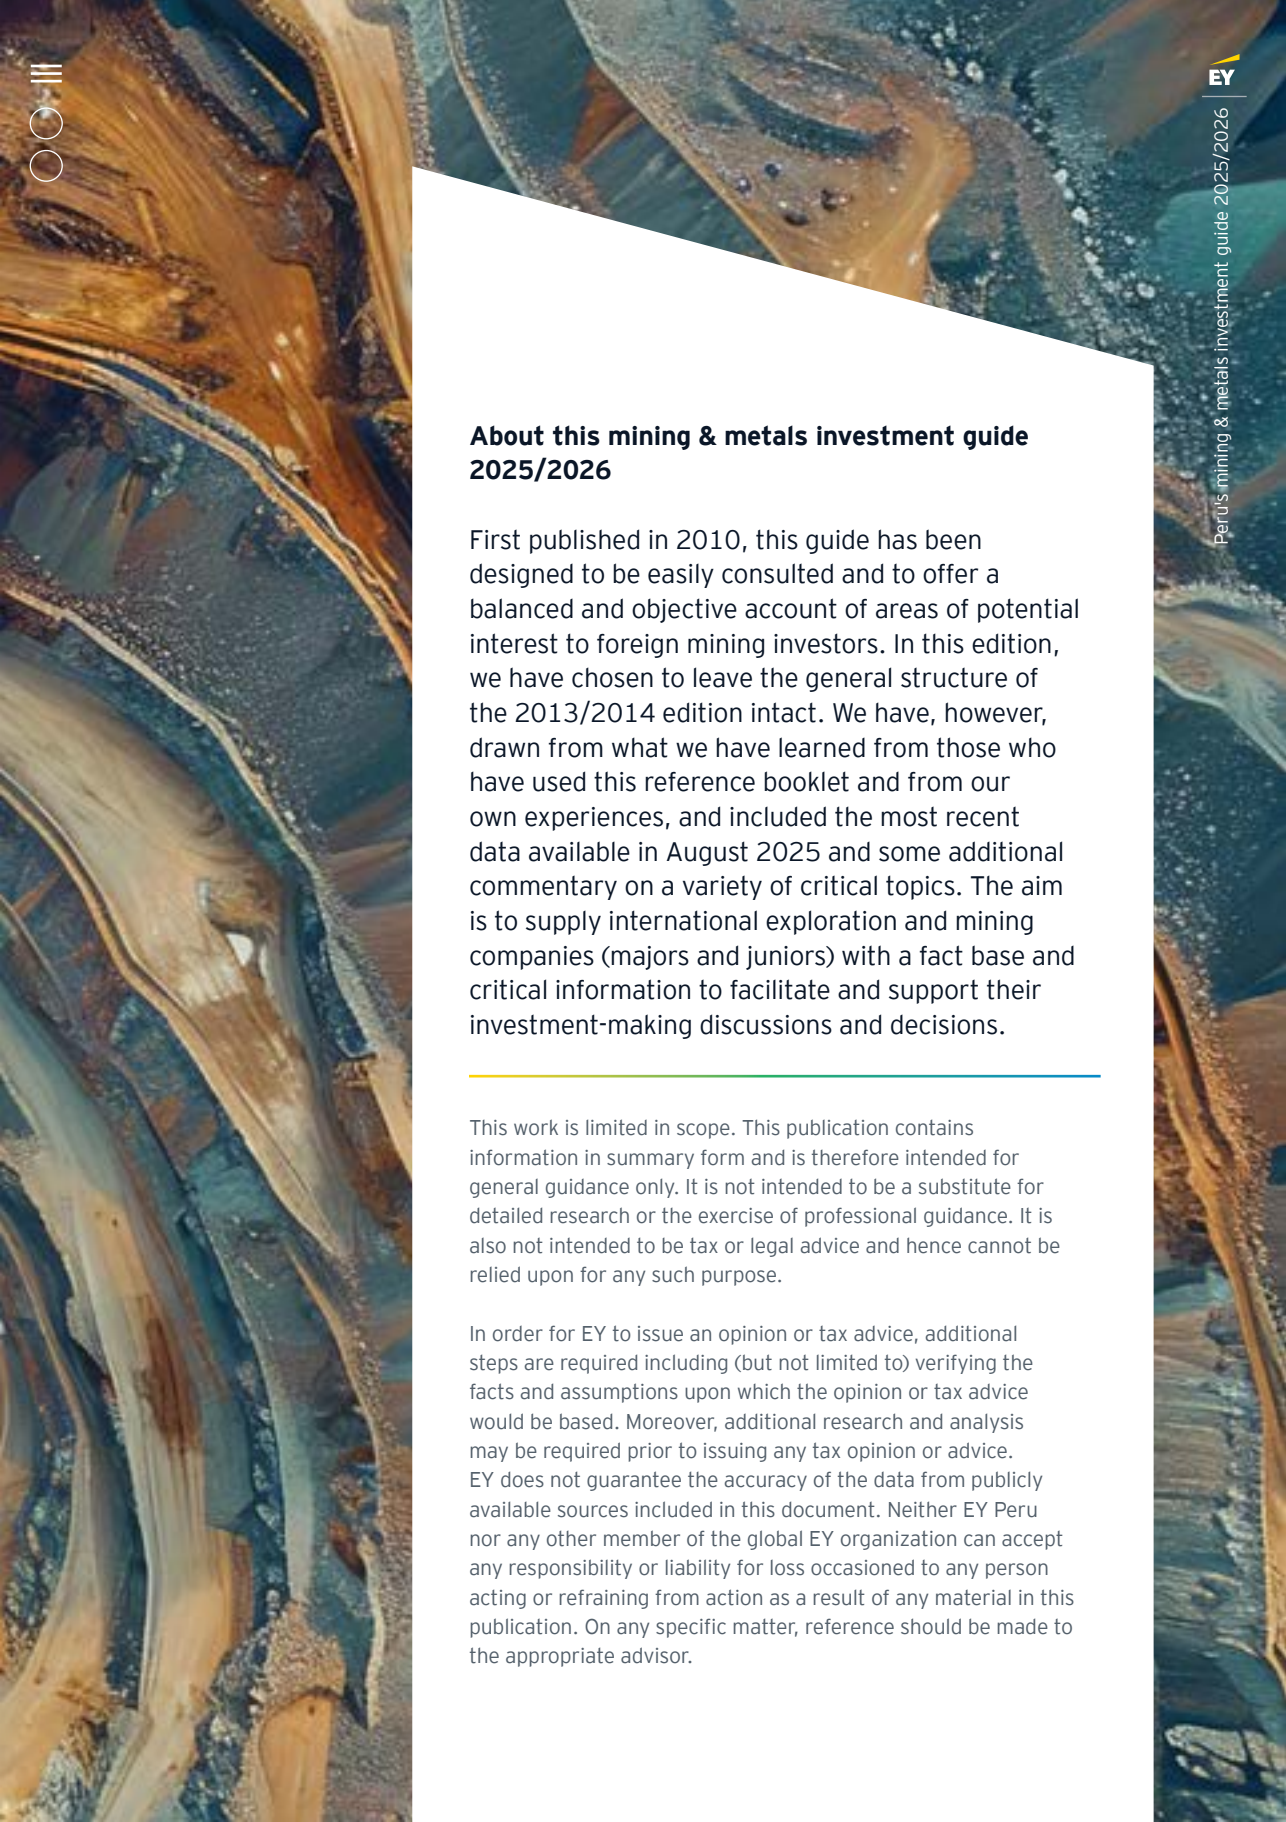 EY
Peru's mining & metals investment guide 2025/2026
About this mining & metals investment guide
2025/2026
First published in 2010, this guide has been
designed to be easily consulted and to offer a
balanced and objective account of areas of potential
interest to foreign mining investors. In this edition,
we have chosen to leave the general structure of
the 2013/2014 edition intact. We have, however,
drawn from what we have learned from those who
have used this reference booklet and from our
own experiences, and included the most recent
data available in August 2025 and some additional
commentary on a variety of critical topics. The aim
is to supply international exploration and mining
companies (majors and juniors) with a fact base and
critical information to facilitate and support their
investment-making discussions and decisions.
This work is limited in scope. This publication contains
information in summary form and is therefore intended for
general guidance only. It is not intended to be a substitute for
detailed research or the exercise of professional guidance. It is
also not intended to be tax or legal advice and hence cannot be
relied upon for any such purpose.
In order for EY to issue an opinion or tax advice, additional
steps are required including (but not limited to) verifying the
facts and assumptions upon which the opinion or tax advice
would be based. Moreover, additional research and analysis
may be required prior to issuing any tax opinion or advice.
EY does not guarantee the accuracy of the data from publicly
available sources included in this document. Neither EY Peru
nor any other member of the global EY organization can accept
any responsibility or liability for loss occasioned to any person
acting or refraining from action as a result of any material in this
publication. On any specific matter, reference should be made to
the appropriate advisor.